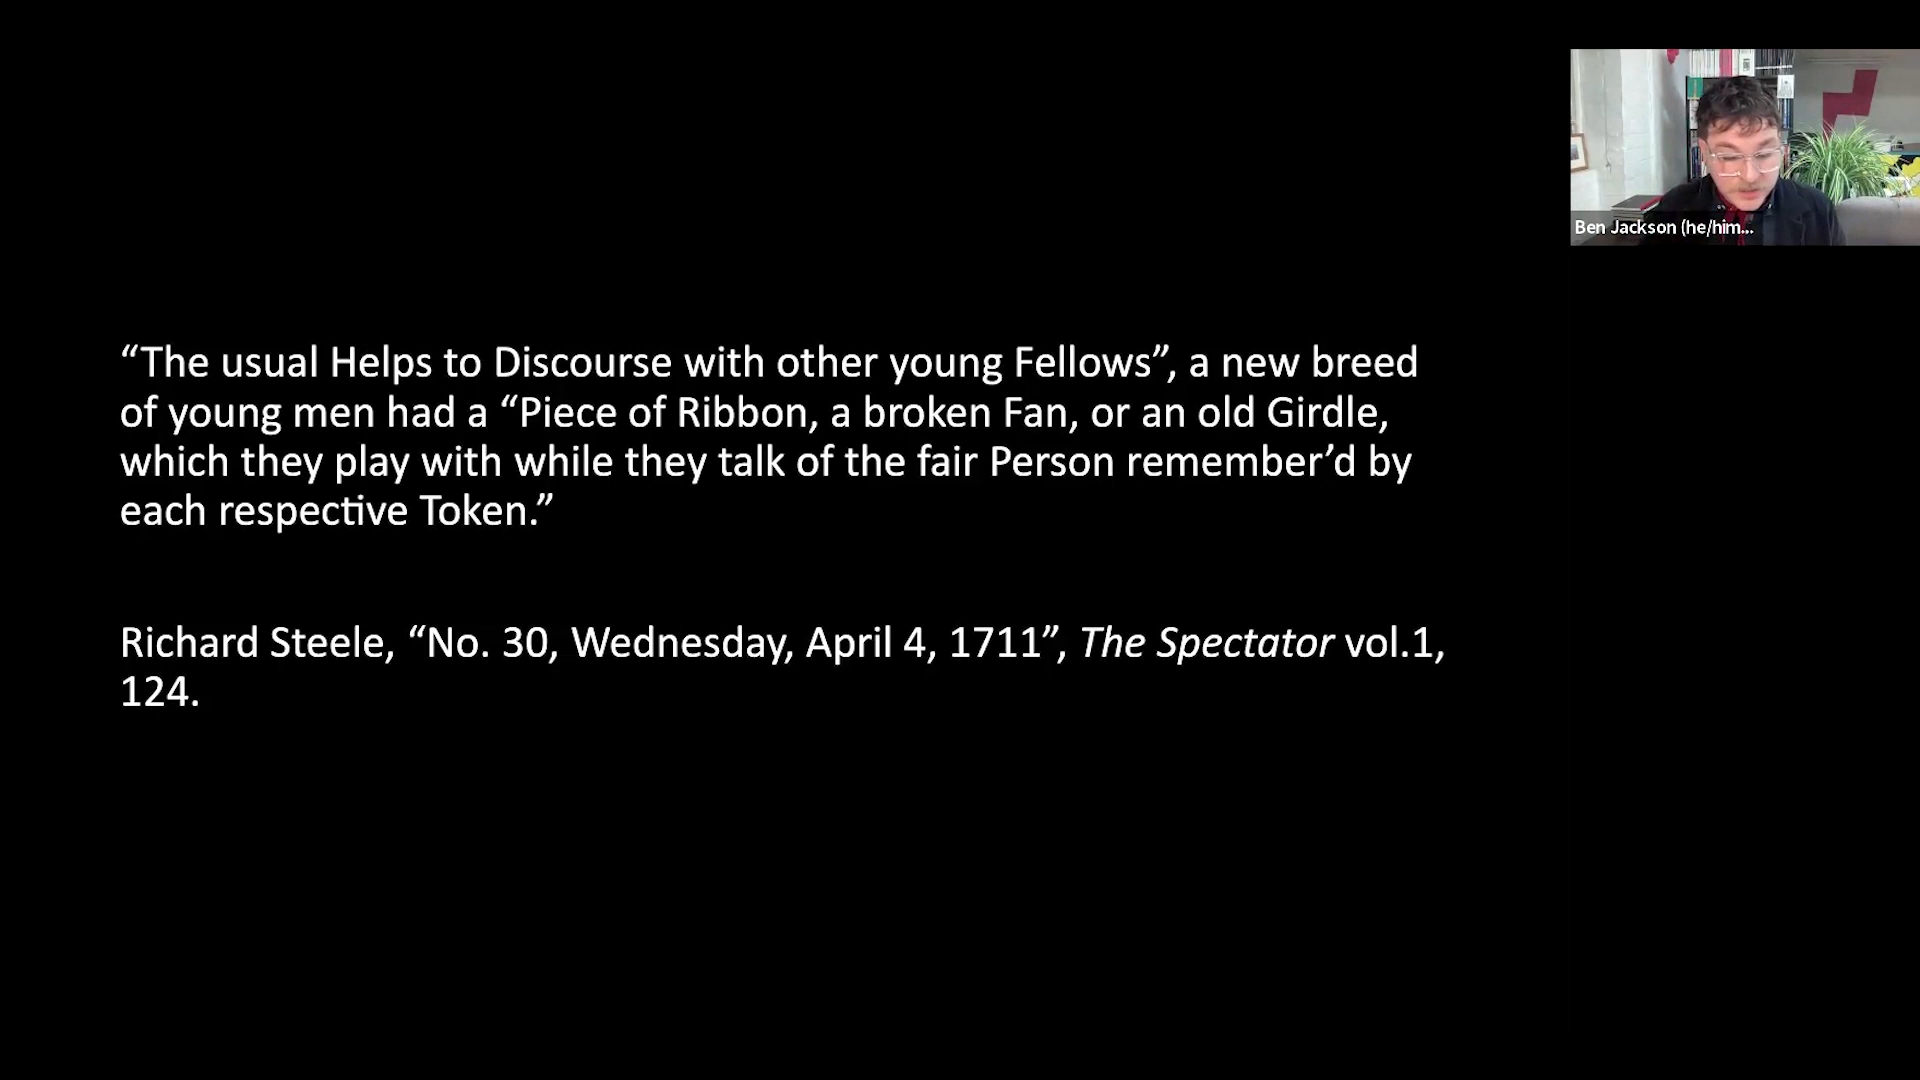 “The usual Helps to Discourse with other young Fellows”, a new breed
of young men had a “Piece of Ribbon, a broken Fan, or an old Girdle,
which they play with while they talk of the fair Person remember’d by
each respective Token.”
Richard Steele, “No. 30, Wednesday, April 4, 1711”, The Spectator vol.1,
124.
Ben Jackson (he/him...